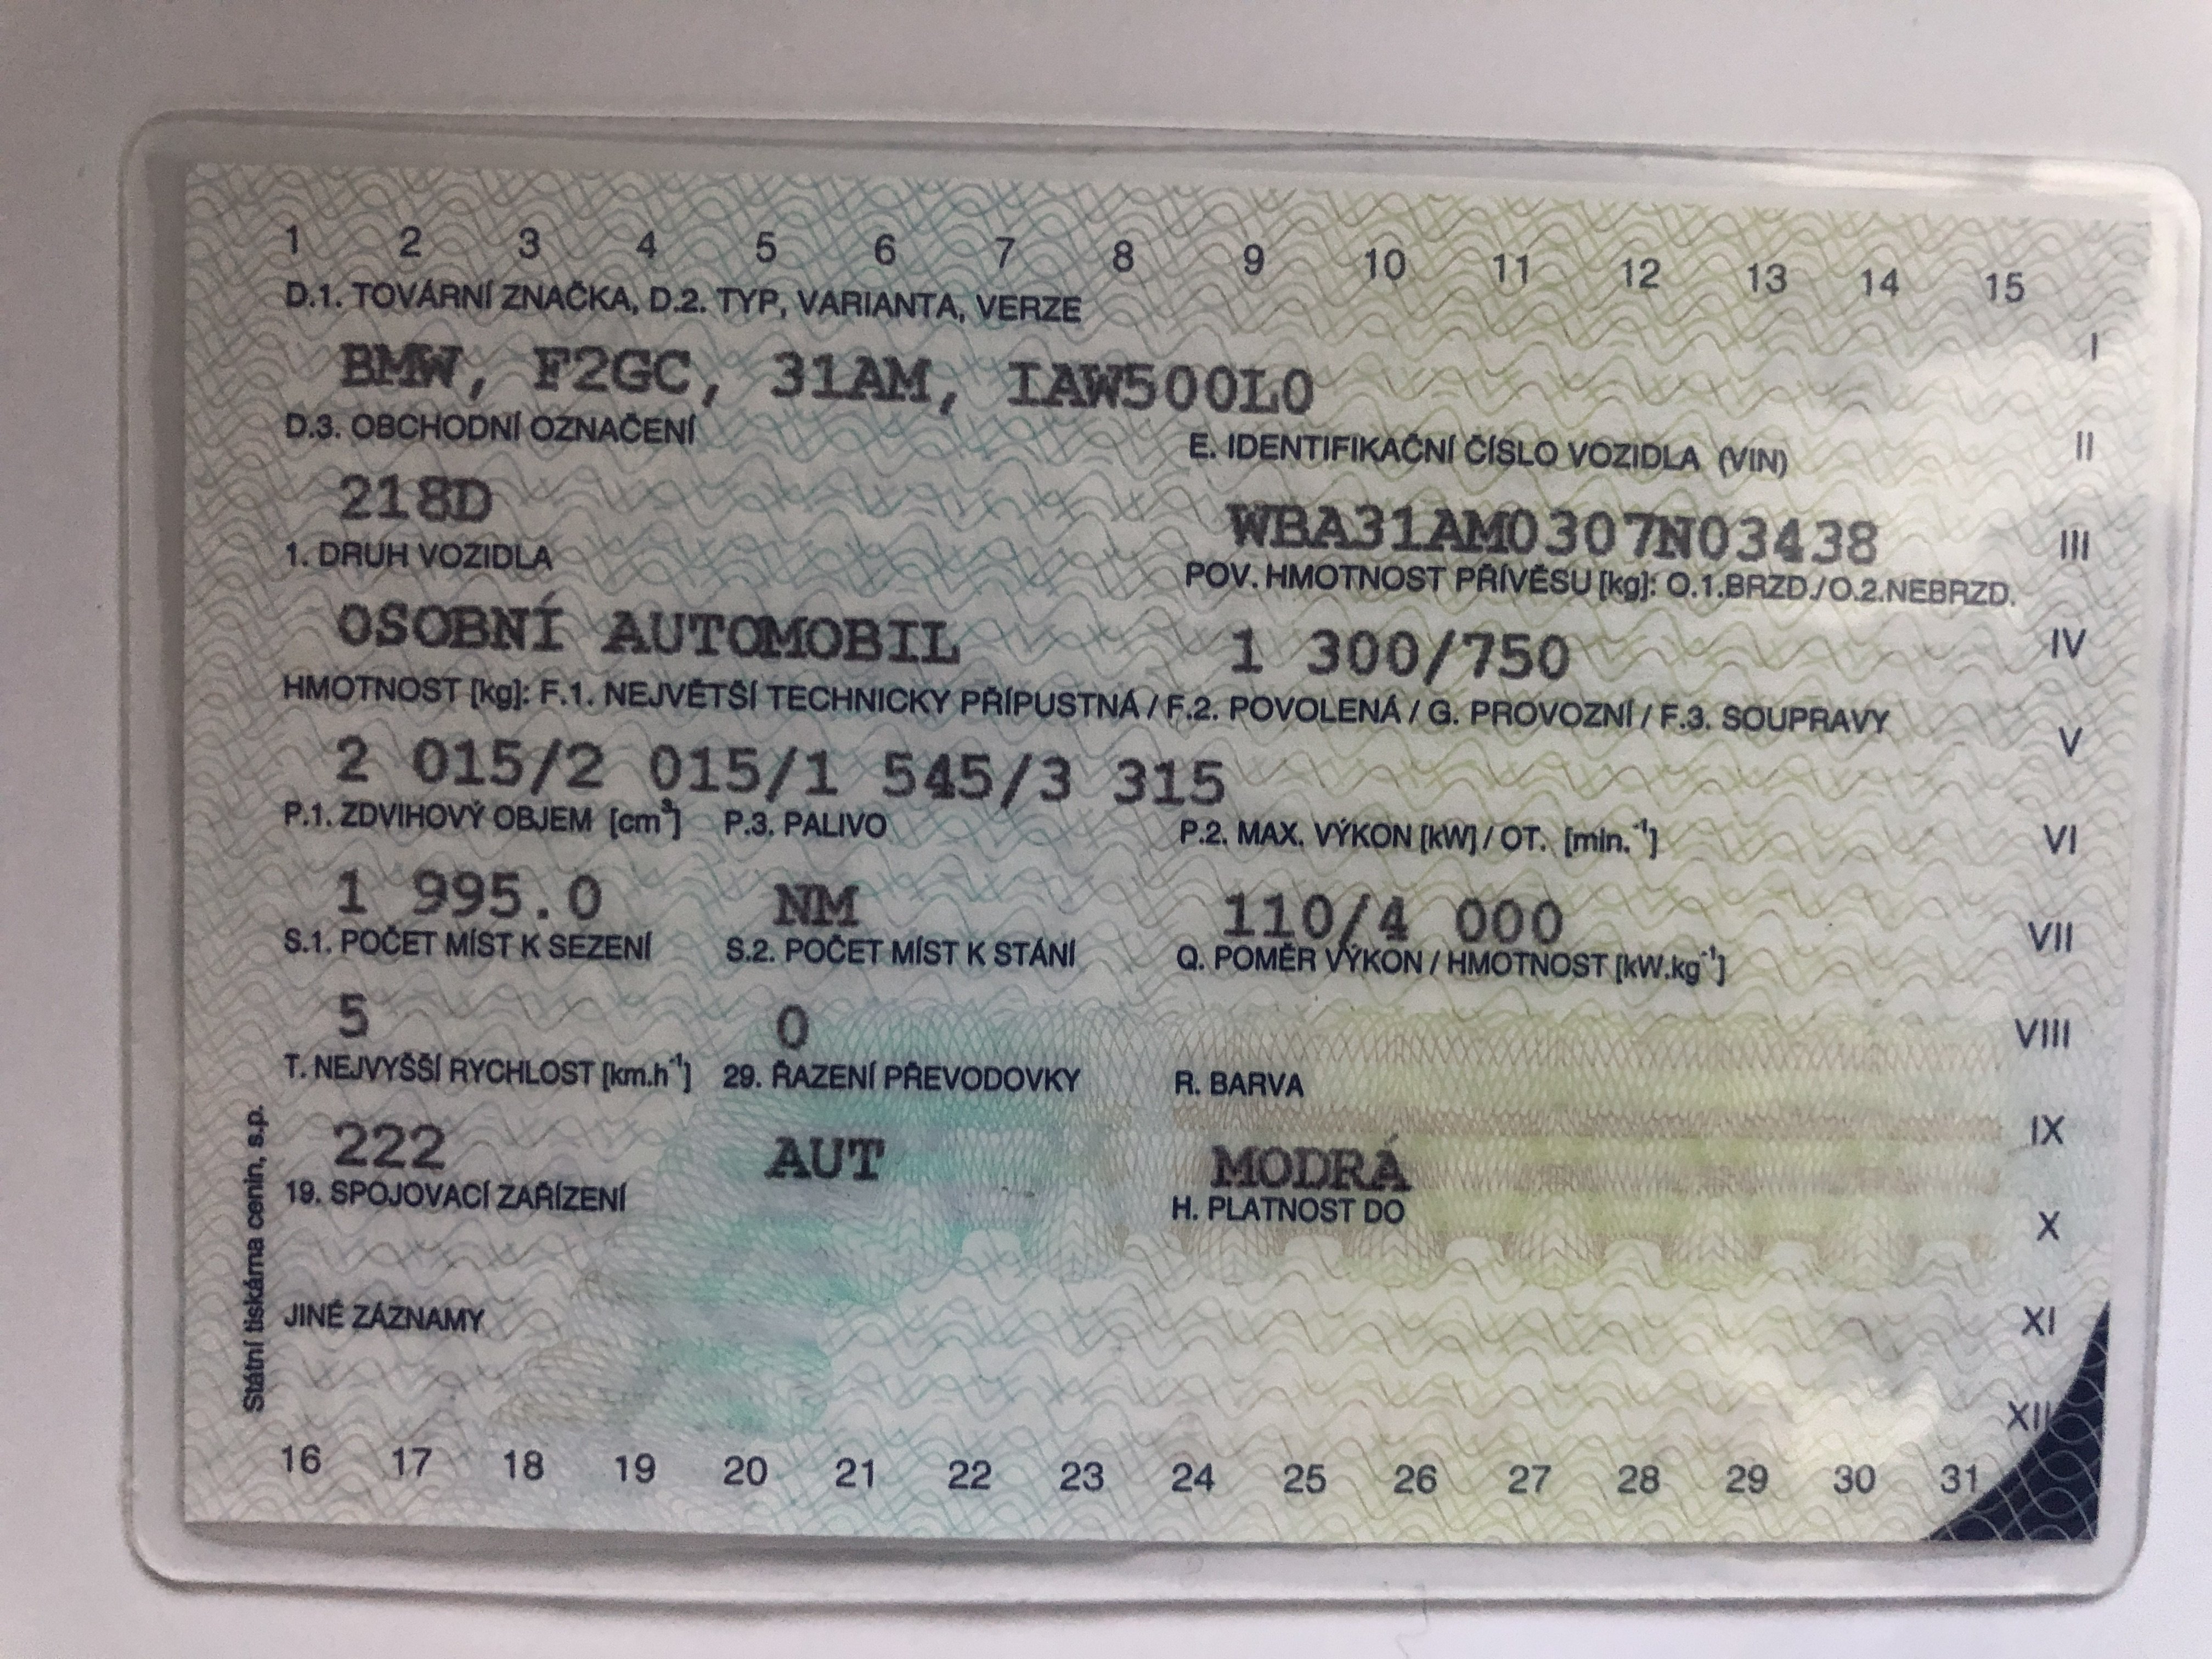 1 2 3 4 5 6 7 8 9 10 11 12 13 14 15
D.1. TOVÁRNÍ ZNAČKA, D.2. TYP, VARIANTA, VERZE
I
BMW, F2GC, 31AM, IAW500L0
D.3. OBCHODNÍ OZNAČENÍ E. IDENTIFIKAČNÍ ČÍSLO VOZIDLA (VIN)
II
218D WBA31AM0307N03438
III
1. DRUH VOZIDLA POV. HMOTNOST PŘÍVĚSU [kg]: O.1.BRZD./O.2.NEBRZD.
OSOBNÍ AUTOMOBIL 1 300/750
IV
HMOTNOST [kg]: F.1. NEJVĚTŠÍ TECHNICKY PŘÍPUSTNÁ / F.2. POVOLENÁ / G. PROVOZNÍ / F.3. SOUPRAVY
V
2 015/2 015/1 545/3 315
P.1. ZDVIHOVÝ OBJEM [cm³] P.3. PALIVO P.2. MAX. VÝKON [kW] / OT. [min.⁻¹]
VI
1 995.0 NM 110/4 000
VII
S.1. POČET MÍST K SEZENÍ S.2. POČET MÍST K STÁNÍ Q. POMĚR VÝKON / HMOTNOST [kW.kg⁻¹]
5 0
VIII
T. NEJVYŠŠÍ RYCHLOST [km.h⁻¹] 29. ŘAZENÍ PŘEVODOVKY R. BARVA
IX
222 AUT MODRÁ
19. SPOJOVACÍ ZAŘÍZENÍ H. PLATNOST DO
X
JINÉ ZÁZNAMY
XI
XII
16 17 18 19 20 21 22 23 24 25 26 27 28 29 30 31
Státní tiskárna cenin, s.p.